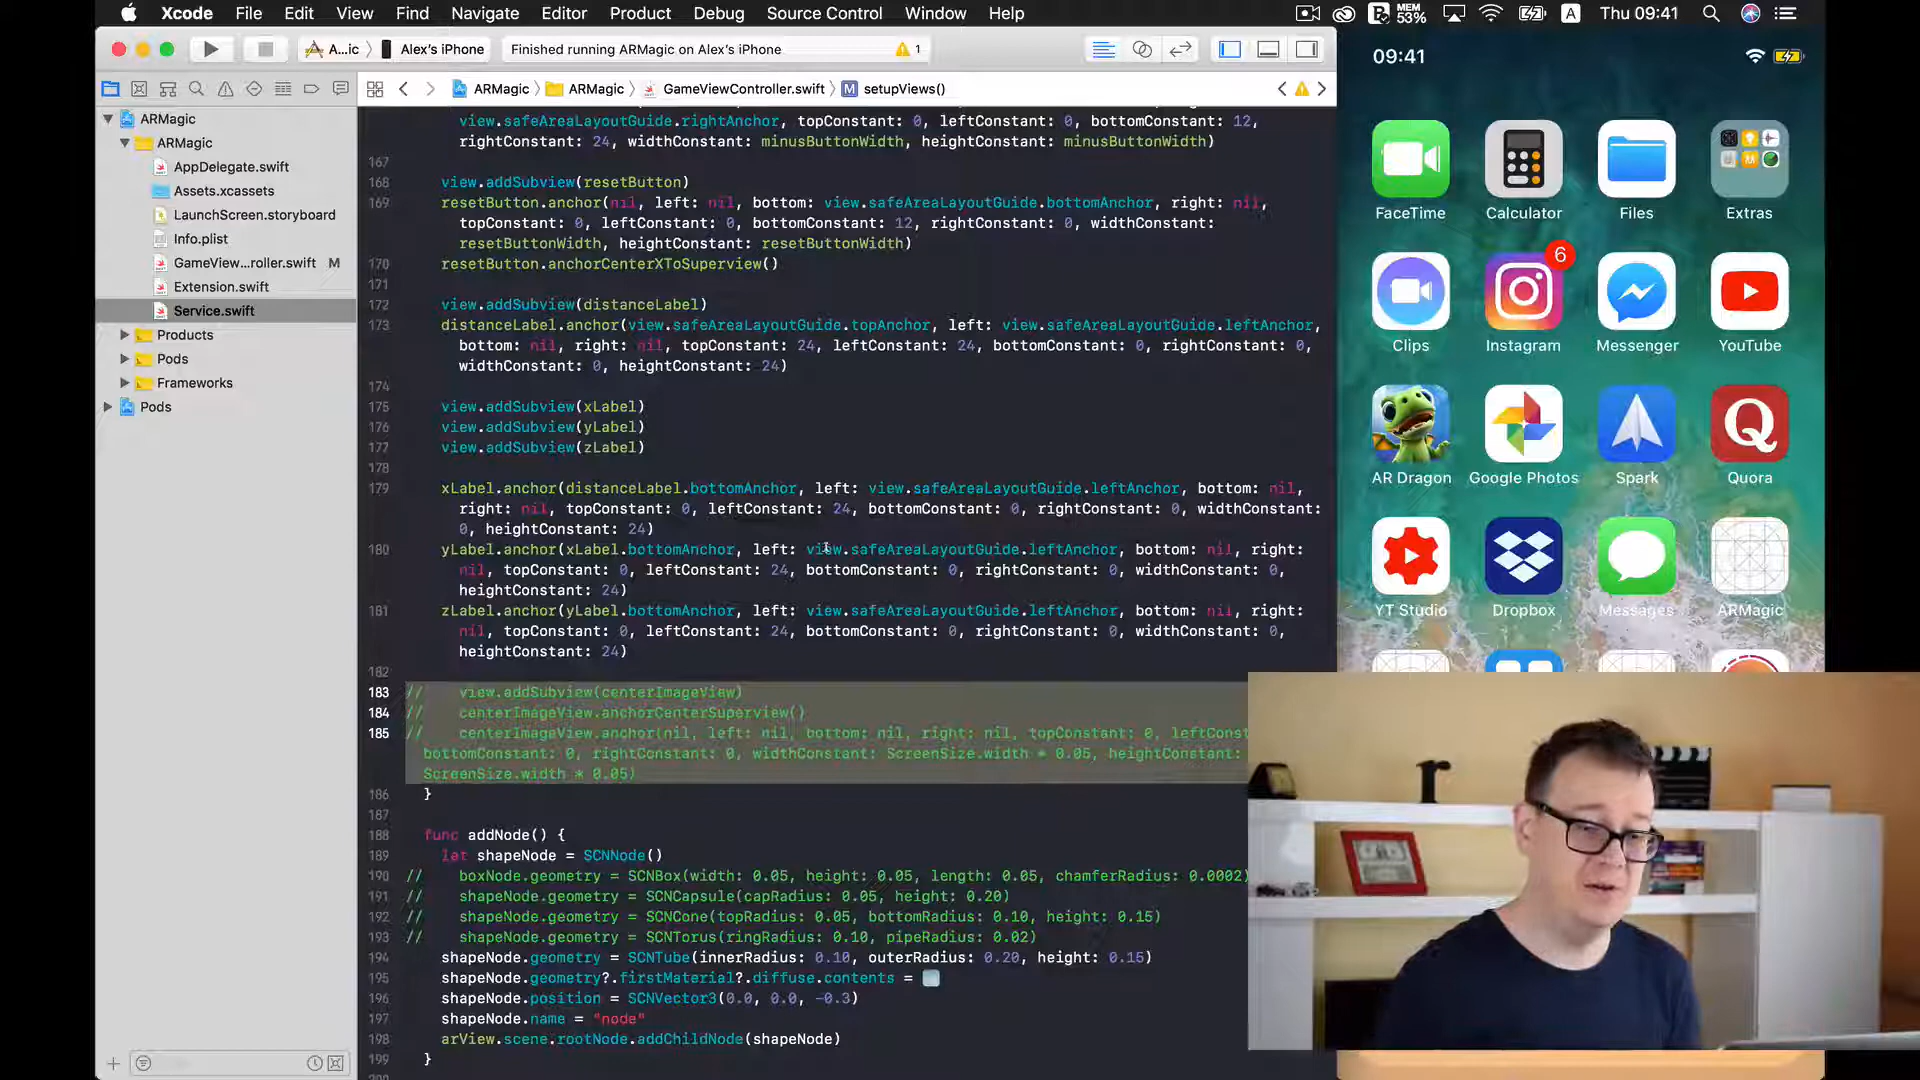 Xcode File Edit View Find Navigate Editor Product Debug Source Control Window Help MEM 53% A Thu 09:41
A...ic Alex's iPhone Finished running ARMagic on Alex's iPhone 1
ARMagic ARMagic GameViewController.swift M setupViews()
ARMagic
ARMagic
AppDelegate.swift
Assets.xcassets
LaunchScreen.storyboard
Info.plist
GameView...roller.swift M
Extension.swift
Service.swift
Products
Pods
Frameworks
Pods
view.safeAreaLayoutGuide.rightAnchor, topConstant: 0, leftConstant: 0, bottomConstant: 12,
rightConstant: 24, widthConstant: minusButtonWidth, heightConstant: minusButtonWidth)
167
168 view.addSubview(resetButton)
169 resetButton.anchor(nil, left: nil, bottom: view.safeAreaLayoutGuide.bottomAnchor, right: nil,
topConstant: 0, leftConstant: 0, bottomConstant: 12, rightConstant: 0, widthConstant:
resetButtonWidth, heightConstant: resetButtonWidth)
170 resetButton.anchorCenterXToSuperview()
171
172 view.addSubview(distanceLabel)
173 distanceLabel.anchor(view.safeAreaLayoutGuide.topAnchor, left: view.safeAreaLayoutGuide.leftAnchor,
bottom: nil, right: nil, topConstant: 24, leftConstant: 24, bottomConstant: 0, rightConstant: 0,
widthConstant: 0, heightConstant: 24)
174
175 view.addSubview(xLabel)
176 view.addSubview(yLabel)
177 view.addSubview(zLabel)
178
179 xLabel.anchor(distanceLabel.bottomAnchor, left: view.safeAreaLayoutGuide.leftAnchor, bottom: nil,
right: nil, topConstant: 0, leftConstant: 24, bottomConstant: 0, rightConstant: 0, widthConstant:
0, heightConstant: 24)
180 yLabel.anchor(xLabel.bottomAnchor, left: view.safeAreaLayoutGuide.leftAnchor, bottom: nil, right:
nil, topConstant: 0, leftConstant: 24, bottomConstant: 0, rightConstant: 0, widthConstant: 0,
heightConstant: 24)
181 zLabel.anchor(yLabel.bottomAnchor, left: view.safeAreaLayoutGuide.leftAnchor, bottom: nil, right:
nil, topConstant: 0, leftConstant: 24, bottomConstant: 0, rightConstant: 0, widthConstant: 0,
heightConstant: 24)
182
183 // view.addSubview(centerImageView)
184 // centerImageView.anchorCenterSuperview()
185 // centerImageView.anchor(nil, left: nil, bottom: nil, right: nil, topConstant: 0, leftConst
bottomConstant: 0, rightConstant: 0, widthConstant: ScreenSize.width * 0.05, heightConstant:
ScreenSize.width * 0.05)
186 }
187
188 func addNode() {
189 let shapeNode = SCNNode()
190 // boxNode.geometry = SCNBox(width: 0.05, height: 0.05, length: 0.05, chamferRadius: 0.0002)
191 // shapeNode.geometry = SCNCapsule(capRadius: 0.05, height: 0.20)
192 // shapeNode.geometry = SCNCone(topRadius: 0.05, bottomRadius: 0.10, height: 0.15)
193 // shapeNode.geometry = SCNTorus(ringRadius: 0.10, pipeRadius: 0.02)
194 shapeNode.geometry = SCNTube(innerRadius: 0.10, outerRadius: 0.20, height: 0.15)
195 shapeNode.geometry?.firstMaterial?.diffuse.contents =
196 shapeNode.position = SCNVector3(0.0, 0.0, -0.3)
197 shapeNode.name = "node"
198 arView.scene.rootNode.addChildNode(shapeNode)
199 }
09:41
FaceTime Calculator Files Extras
6
Clips Instagram Messenger YouTube
Q
AR Dragon Google Photos Spark Quora
YT Studio Dropbox Messages ARMagic